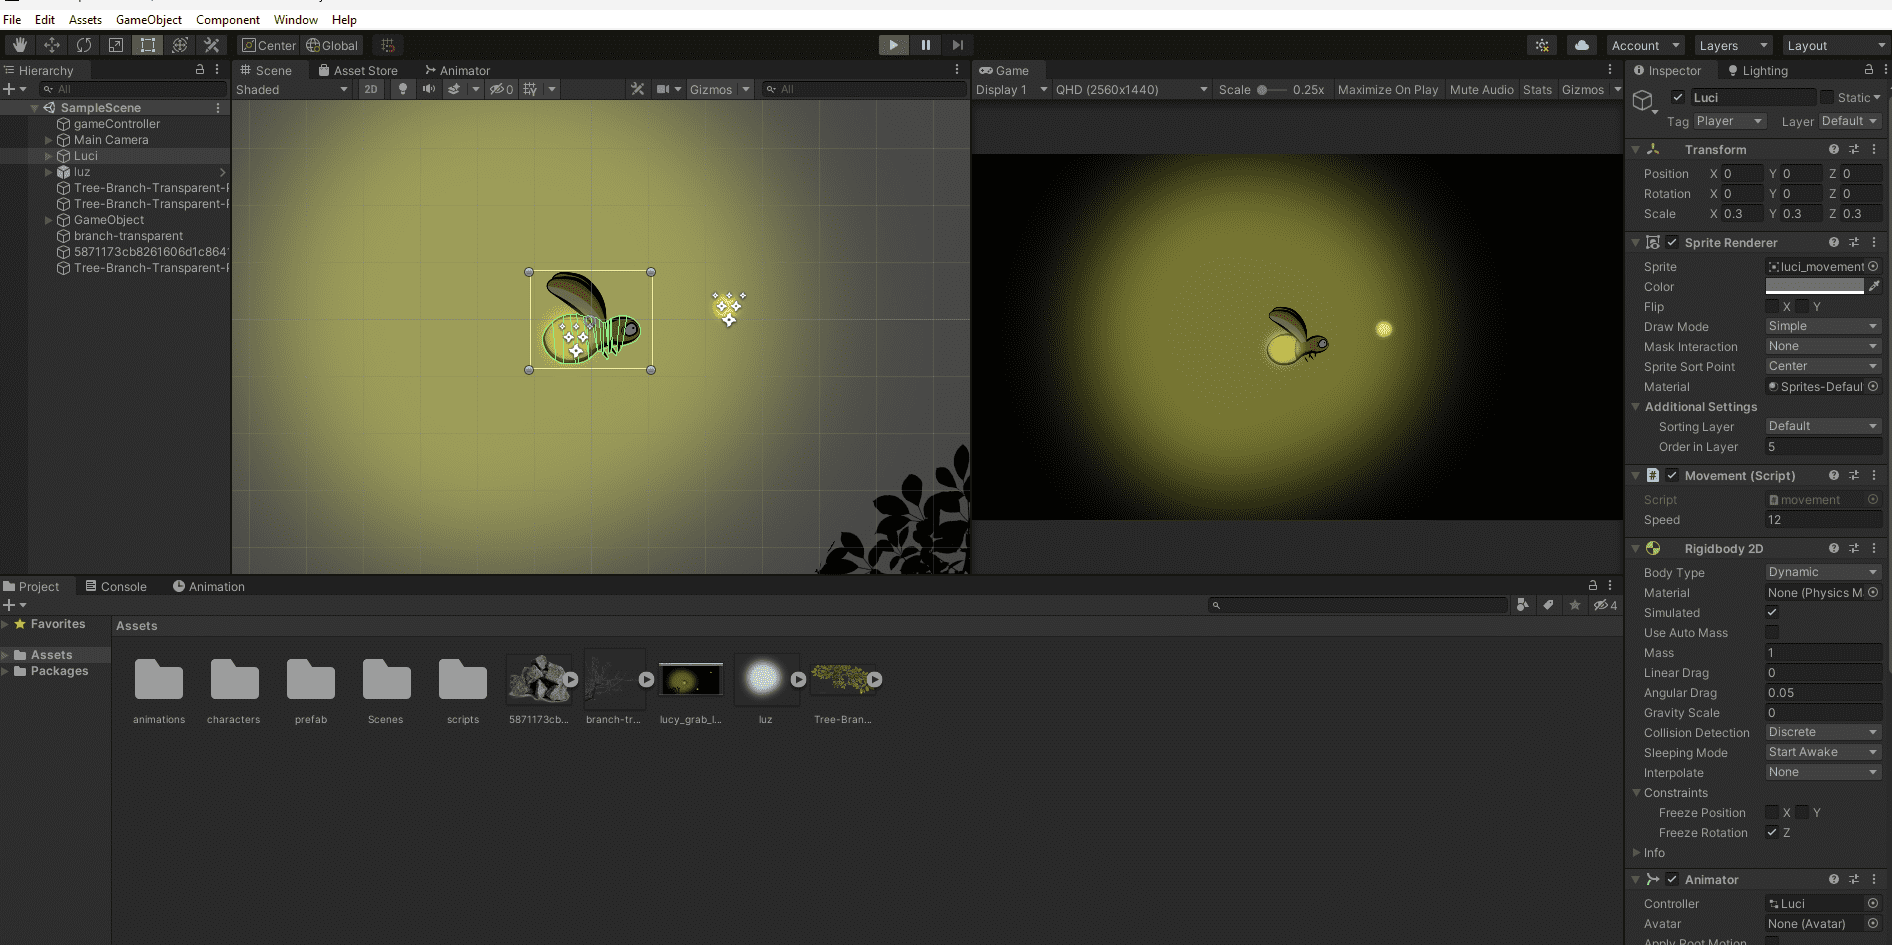 File Edit Assets GameObject Component Window Help
Center Global Account Layers Layout
Hierarchy
All
SampleScene
gameController
Main Camera
Luci
luz
Tree-Branch-Transparent-
Tree-Branch-Transparent-
GameObject
branch-transparent
5871173cb8261606d1c864
Tree-Branch-Transparent-
Scene Asset Store Animator
Shaded 2D 0 Gizmos All
Game
Display 1 QHD (2560x1440) Scale 0.25x Maximize On Play Mute Audio Stats Gizmos
Inspector Lighting
Luci Static
Tag Player Layer Default
Transform
Position X 0 Y 0 Z 0
Rotation X 0 Y 0 Z 0
Scale X 0.3 Y 0.3 Z 0.3
Sprite Renderer
Sprite luci_movement
Color
Flip X Y
Draw Mode Simple
Mask Interaction None
Sprite Sort Point Center
Material Sprites-Defaul
Additional Settings
Sorting Layer Default
Order in Layer 5
# Movement (Script)
Script movement
Speed 12
Rigidbody 2D
Body Type Dynamic
Material None (Physics M
Simulated
Use Auto Mass
Mass 1
Linear Drag 0
Angular Drag 0.05
Gravity Scale 0
Collision Detection Discrete
Sleeping Mode Start Awake
Interpolate None
Constraints
Freeze Position X Y
Freeze Rotation Z
Info
Animator
Controller Luci
Avatar None (Avatar)
Apply Root Motion
Project Console Animation
4
Favorites
Assets
Packages
Assets
animations characters prefab Scenes scripts 5871173cb... branch-tr... lucy_grab_l... luz Tree-Bran...